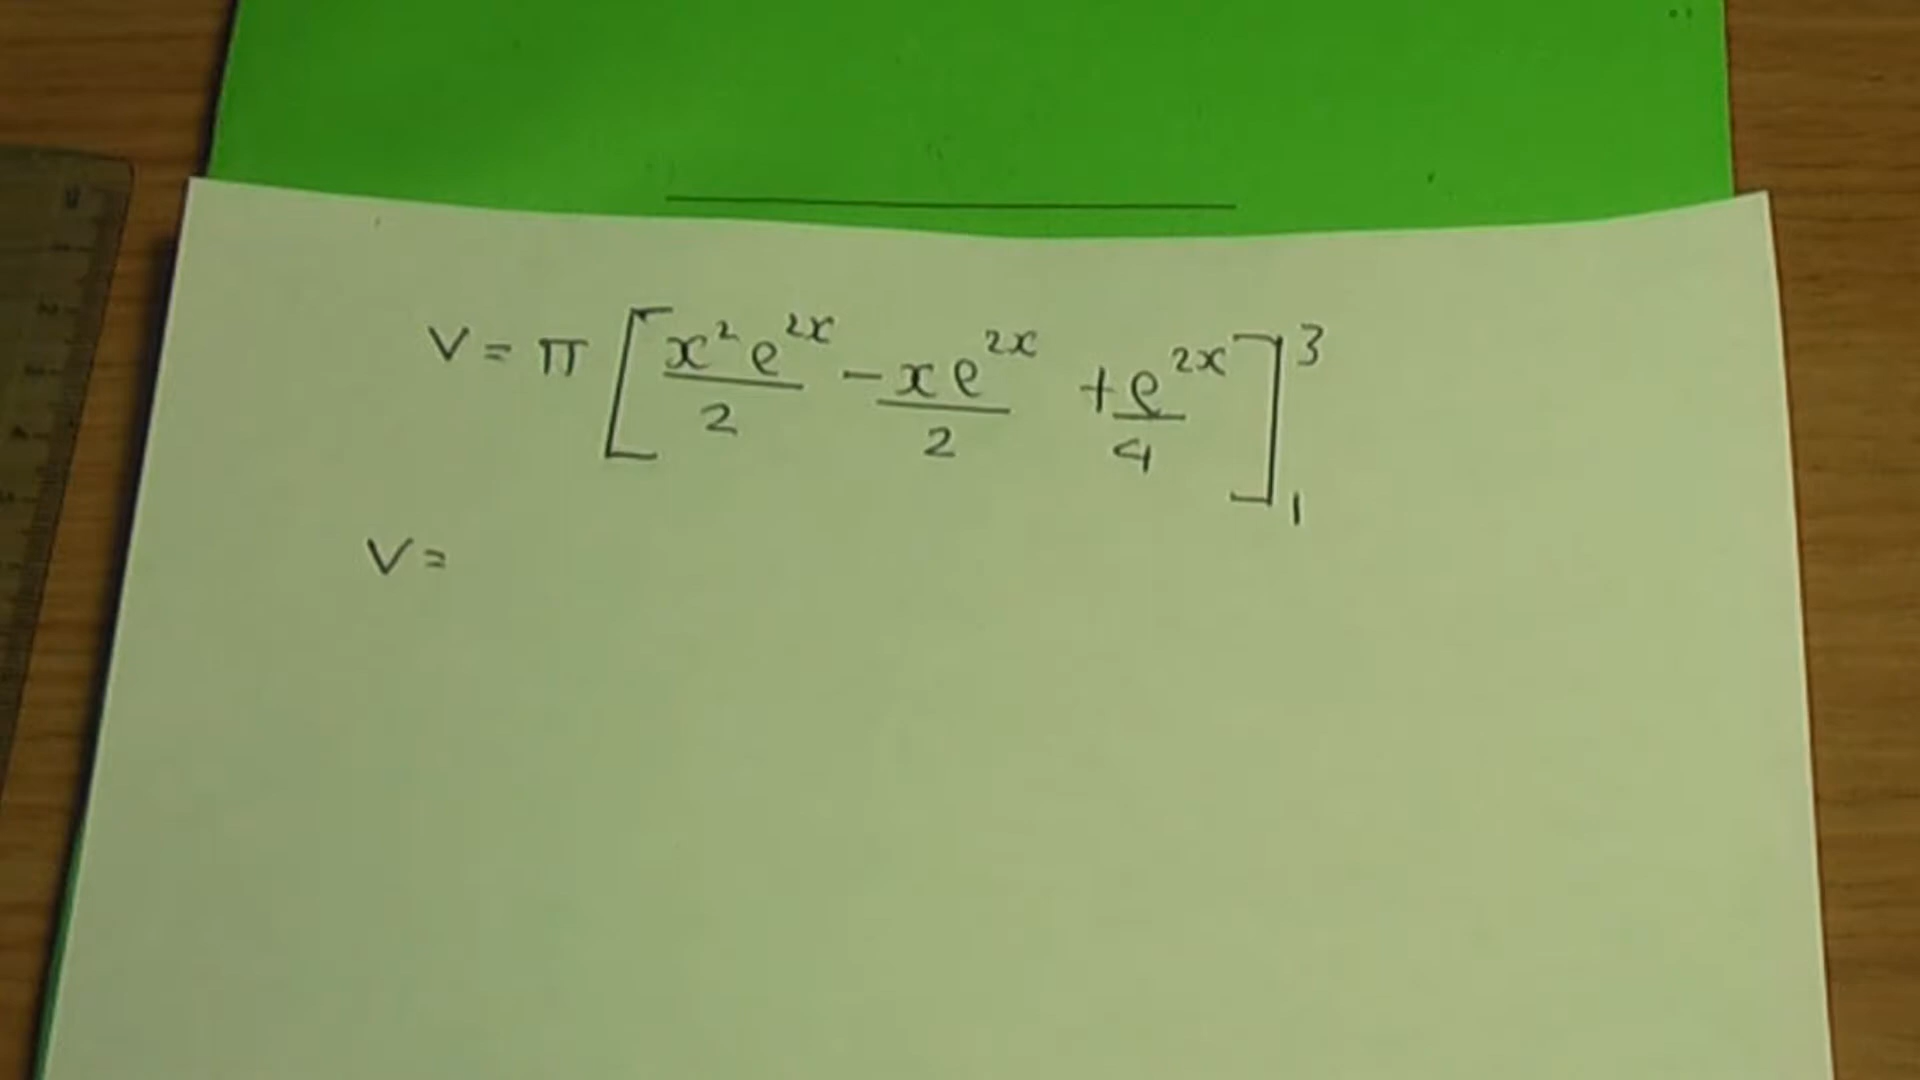 V = π [ x²e^{2x}/2 − xe^{2x}/2 + e^{2x}/4 ]₁³
V =